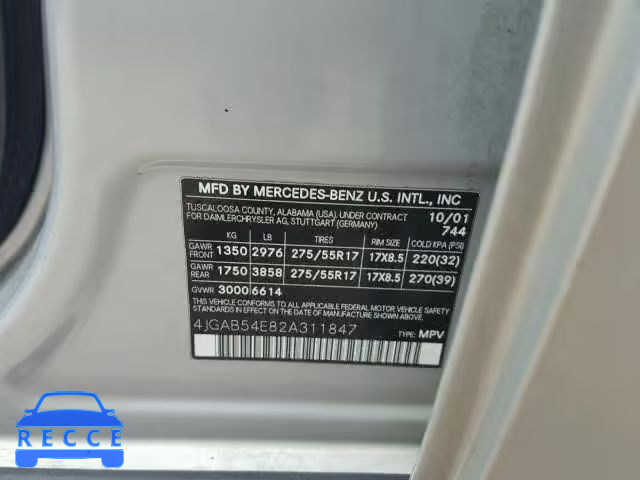 MFD BY MERCEDES-BENZ U.S. INTL., INC
TUSCALOOSA COUNTY, ALABAMA (USA). UNDER CONTRACT 10/01
FOR DAIMLERCHRYSLER AG, STUTTGART (GERMANY) 744
KG LB TIRES RIM SIZE COLD KPA (PSI)
GAWR FRONT 1350 2976 275/55R17 17X8.5 220(32)
GAWR REAR 1750 3858 275/55R17 17X8.5 270(39)
GVWR 3000 6614
THIS VEHICLE CONFORMS TO ALL APPLICABLE FEDERAL MOTOR VEHICLE
SAFETY STANDARDS IN EFFECT ON THE DATE OF MANUFACTURE SHOWN ABOVE.
4JGAB54E82A311847 TYPE: MPV
RECCE